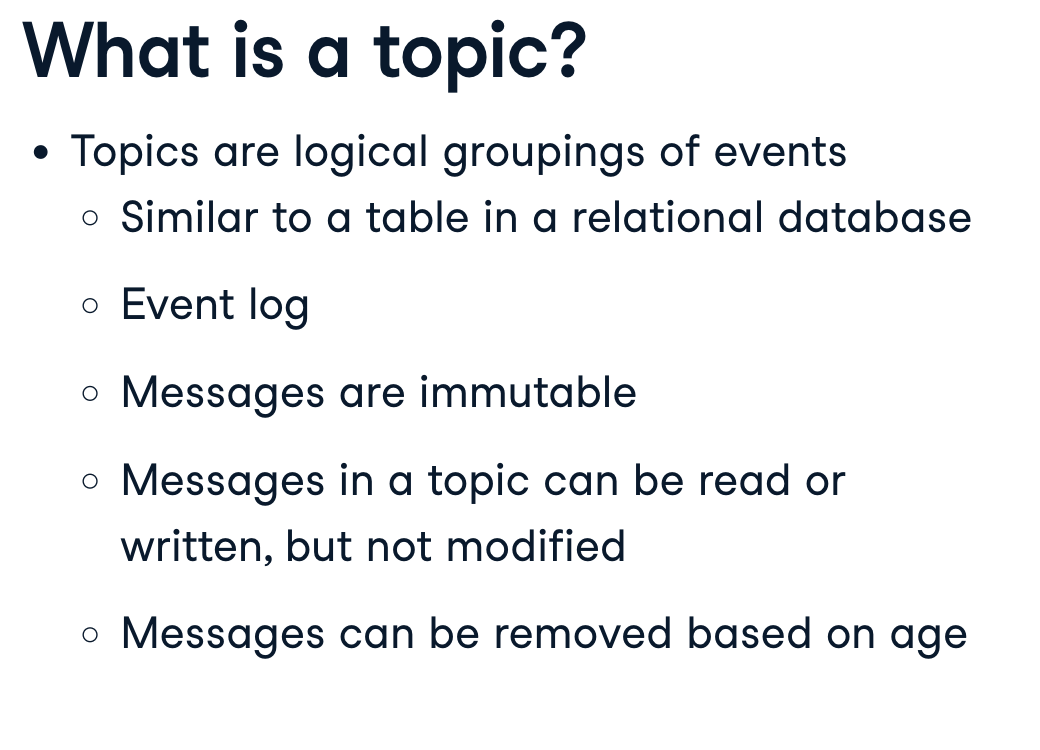 What is a topic?
• Topics are logical groupings of events
○ Similar to a table in a relational database
○ Event log
○ Messages are immutable
○ Messages in a topic can be read or
written, but not modified
○ Messages can be removed based on age